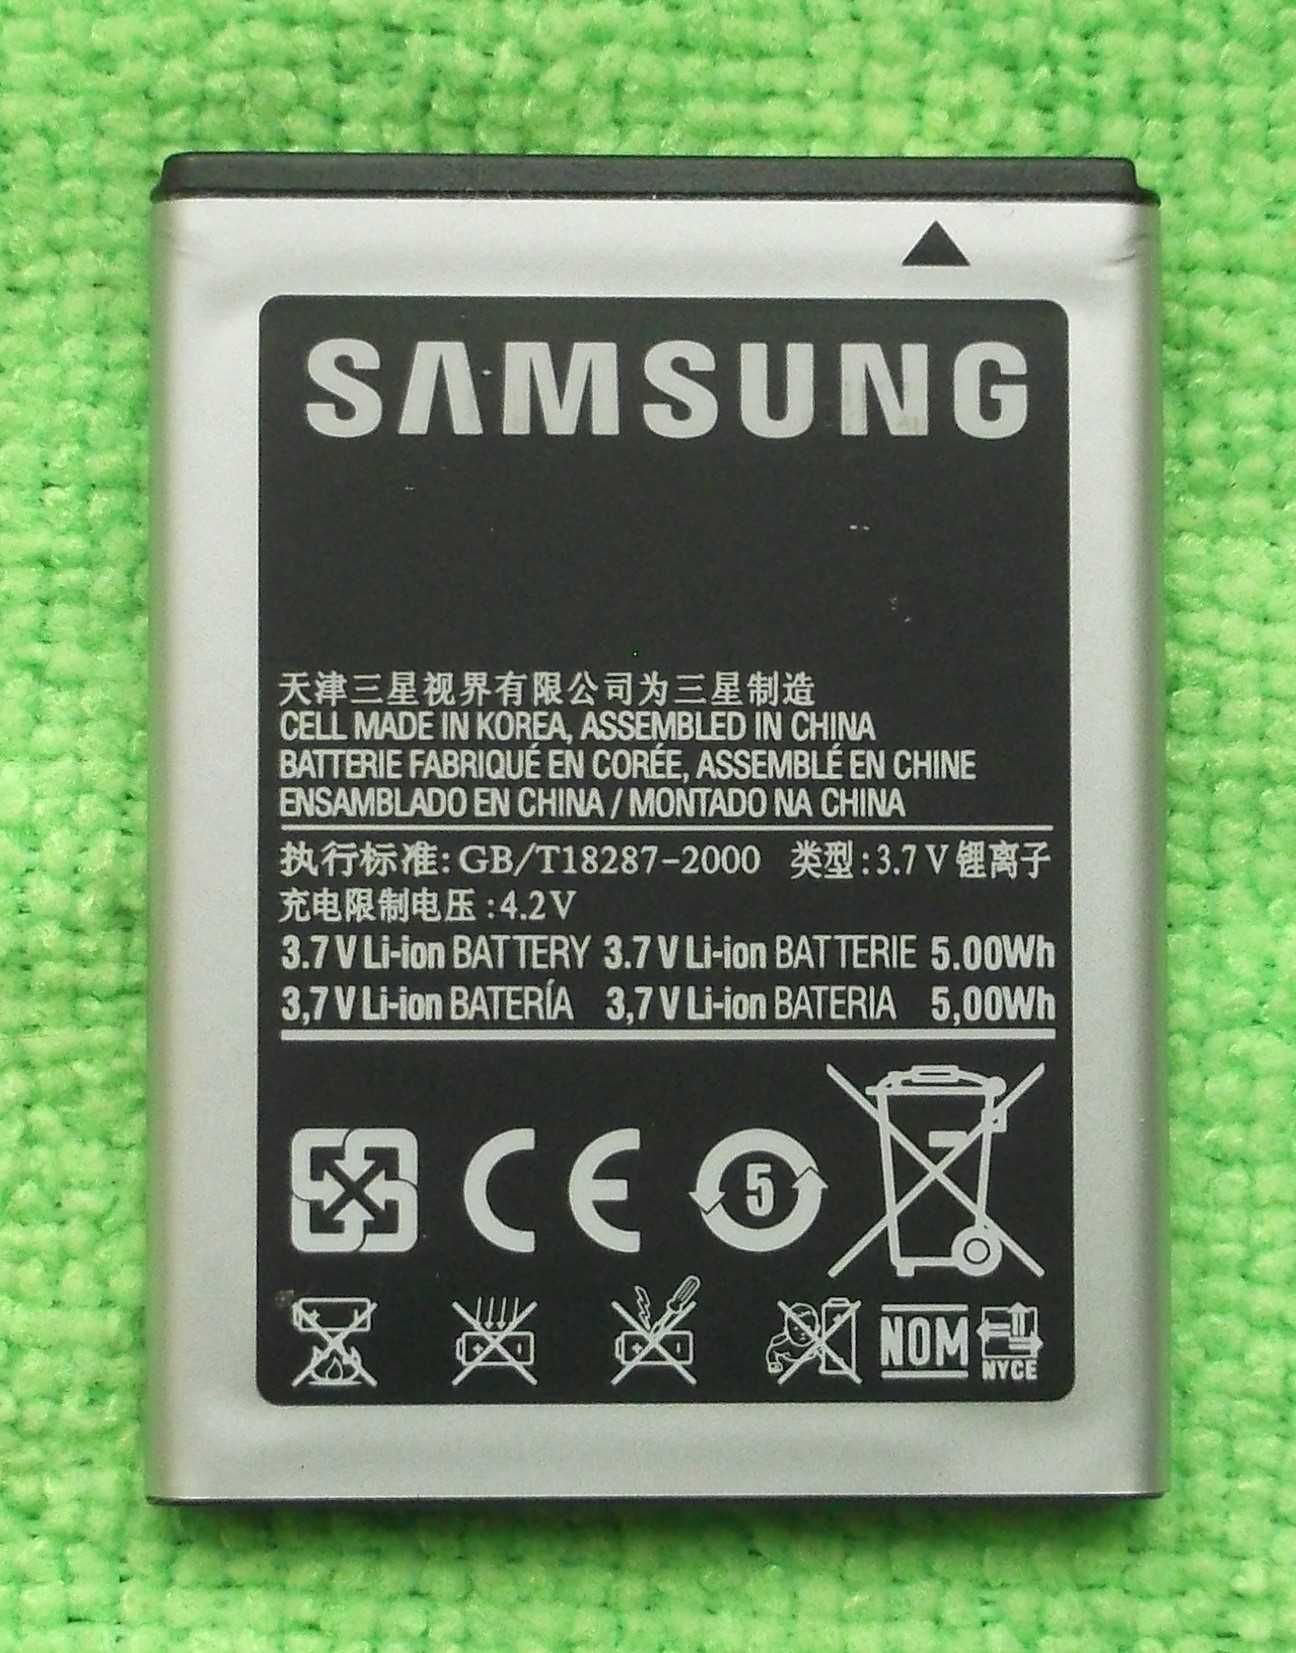 SAMSUNG
天津三星视界有限公司为三星制造
CELL MADE IN KOREA, ASSEMBLED IN CHINA
BATTERIE FABRIQUÉ EN CORÉE, ASSEMBLÉ EN CHINE
ENSAMBLADO EN CHINA / MONTADO NA CHINA
执行标准: GB/T18287-2000 类型: 3.7 V 锂离子
充电限制电压 :4.2V
3.7 V Li-ion BATTERY 3.7 V Li-ion BATTERIE 5.00Wh
3,7 V Li-ion BATERÍA 3,7 V Li-ion BATERIA 5,00Wh
CE 5
NOM NYCE